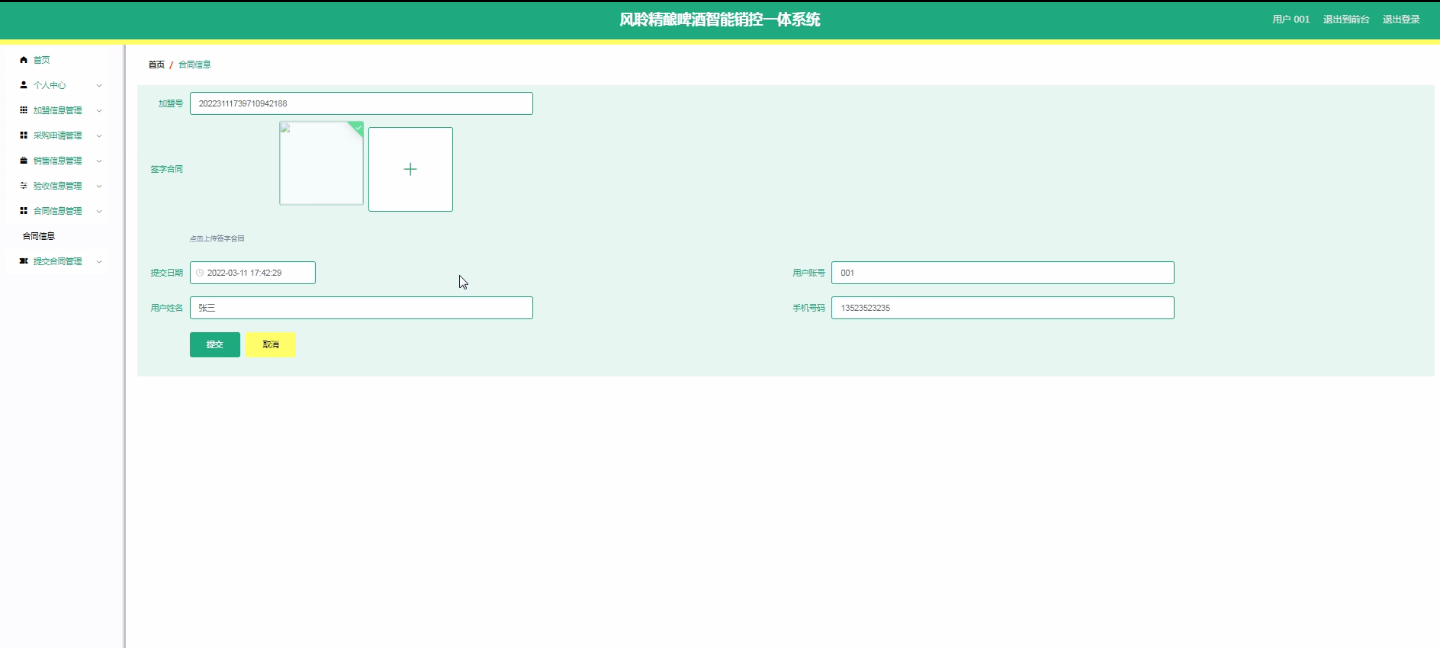 风聆精酿啤酒智能销控一体系统
用户 001 退出到前台 退出登录
首页
个人中心
加盟信息管理
采购申请管理
销售信息管理
验收信息管理
合同信息管理
合同信息
提交合同管理
首页 / 合同信息
加盟号 20223111739710942188
签字合同
点击上传签字合同
提交日期 2022-03-11 17:42:29 用户账号 001
用户姓名 张三 手机号码 13523523235
提交 取消